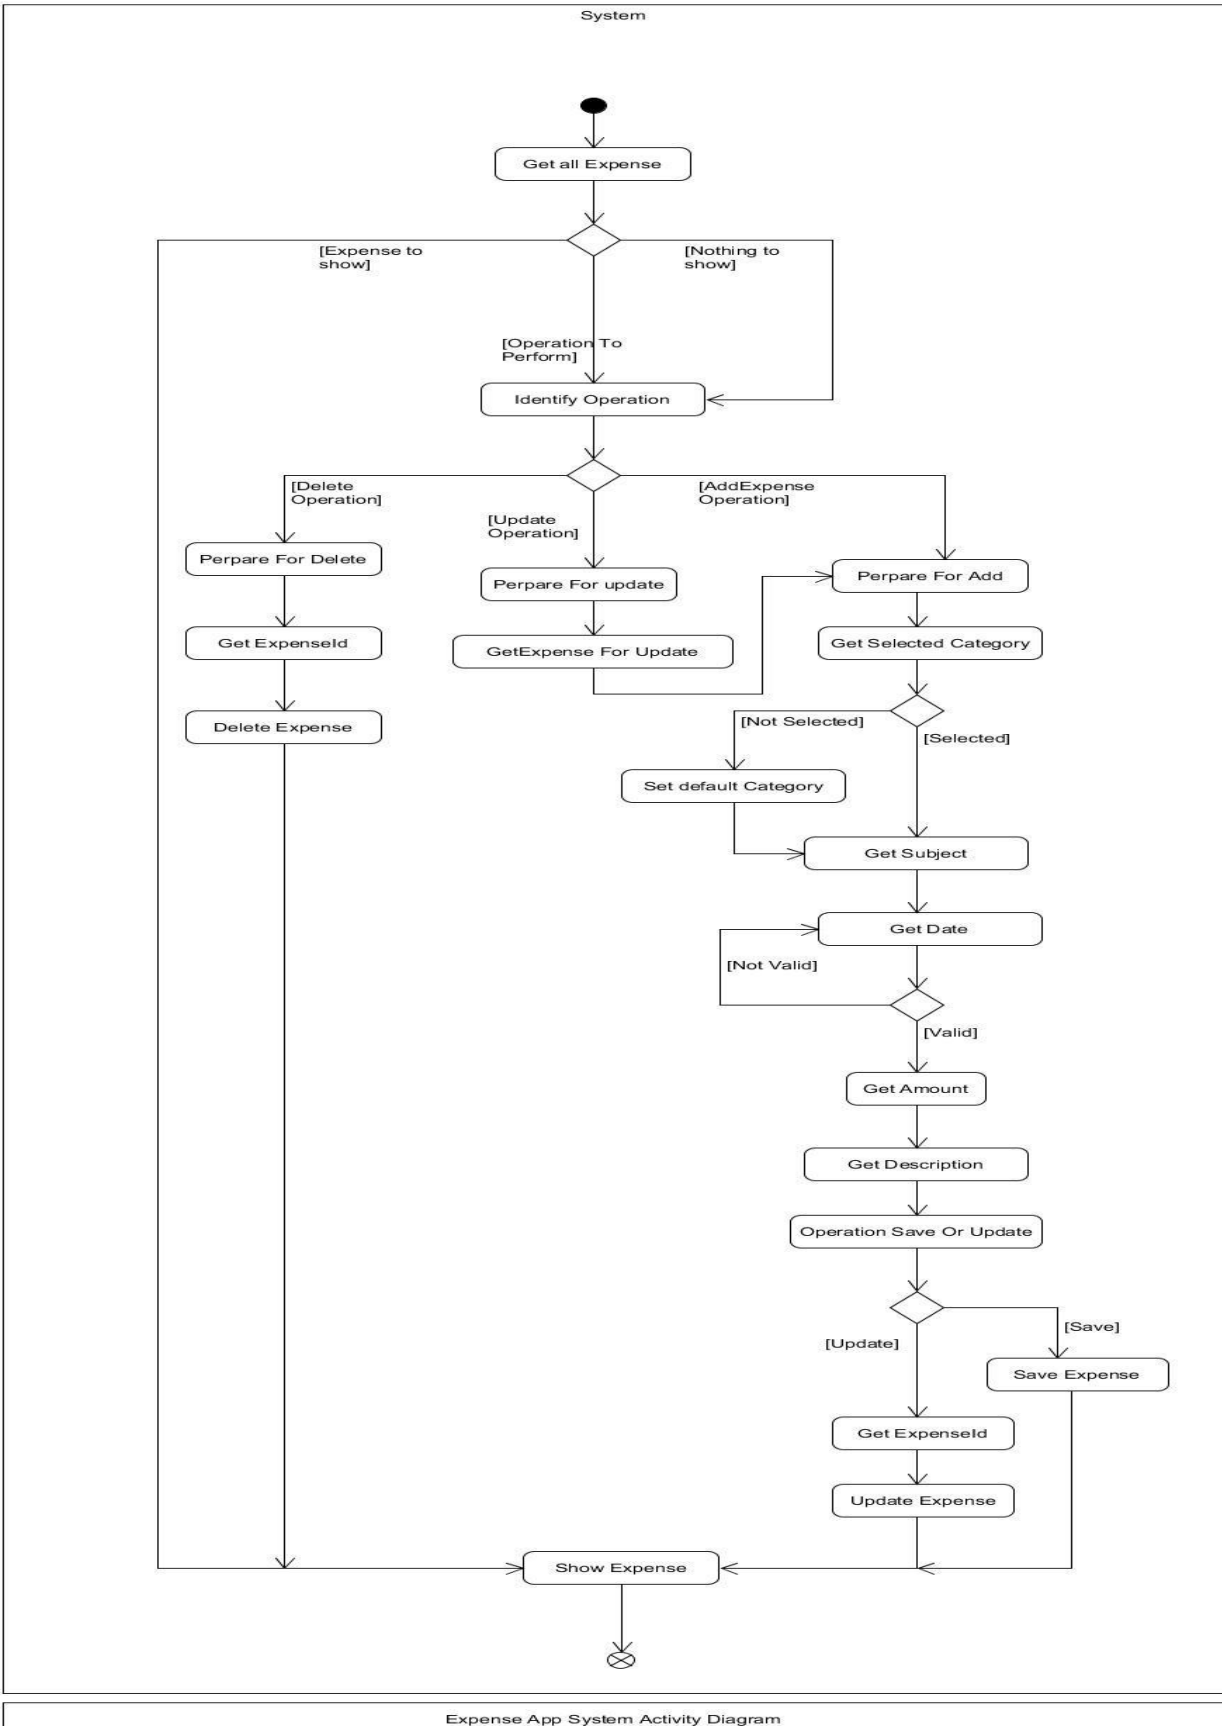 System
Get all Expense
[Expense to
show]
[Nothing to
show]
[Operation To
Perform]
Identify Operation
[Delete
Operation]
[Update
Operation]
[AddExpense
Operation]
Perpare For Delete
Perpare For update
Perpare For Add
Get ExpenseId
GetExpense For Update
Get Selected Category
Delete Expense
[Not Selected]
[Selected]
Set default Category
Get Subject
Get Date
[Not Valid]
[Valid]
Get Amount
Get Description
Operation Save Or Update
[Update]
[Save]
Save Expense
Get ExpenseId
Update Expense
Show Expense
Expense App System Activity Diagram